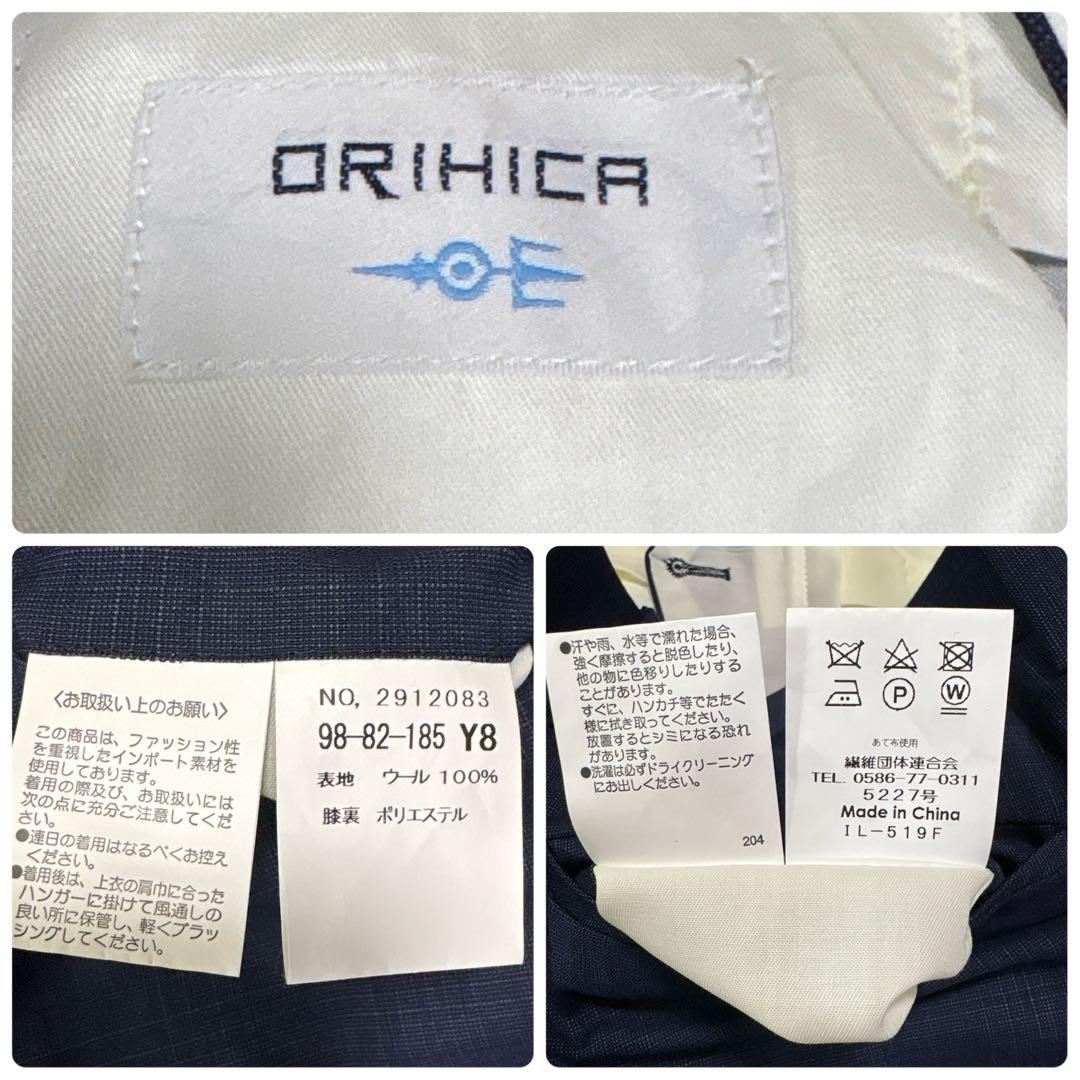 ORIHICA
〈お取扱い上のお願い〉
この商品は、ファッション性
を重視したインポート素材を
使用しております。
着用の際及び、お取扱いには
次の点に充分ご注意してくだ
さい。
●連日の着用はなるべくお控え
ください。
●着用後は、上衣の肩巾に合った
ハンガーに掛けて風通しの
良い所に保管し、軽くブラッ
シングしてください。
NO, 2912083
98-82-185 Y8
表地 ウール 100%
膝裏 ポリエステル
●汗や雨、水等で濡れた場合、
強く摩擦すると脱色したり、
他の物に色移りしたりする
ことがあります。
すぐに、ハンカチ等でたたく
様に拭き取ってください。
放置するとシミになる恐れ
があります。
●洗濯は必ずドライクリーニング
にお出しください。
204
P W
あて布使用
繊維団体連合会
TEL. 0586-77-0311
5227号
Made in China
IL-519F